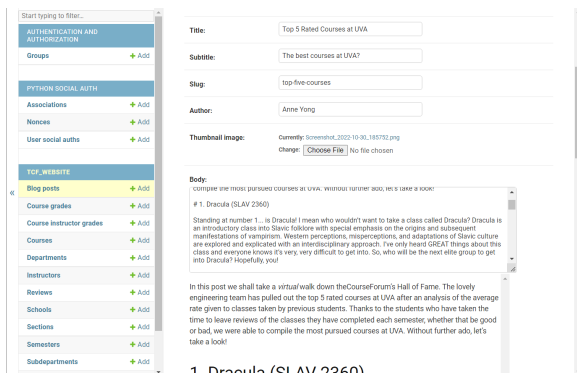 Start typing to filter...
AUTHENTICATION AND
AUTHORIZATION
Groups
+ Add
PYTHON SOCIAL AUTH
Associations
+ Add
Nonces
+ Add
User social auths
+ Add
TCF_WEBSITE
Blog posts
+ Add
Course grades
+ Add
Course instructor grades
+ Add
Courses
+ Add
Departments
+ Add
Instructors
+ Add
Reviews
+ Add
Schools
+ Add
Sections
+ Add
Semesters
+ Add
Subdepartments
+ Add
«
Title:
Top 5 Rated Courses at UVA
Subtitle:
The best courses at UVA?
Slug:
top-five-courses
Author:
Anne Yong
Thumbnail image:
Currently: Screenshot_2022-10-30_185752.png
Change: Choose File No file chosen
Body:
compile the most pursued courses at UVA. Without further ado, let's take a look!
# 1. Dracula (SLAV 2360)
Standing at number 1... is Dracula! I mean who wouldn't want to take a class called Dracula? Dracula is
an introductory class into Slavic folklore with special emphasis on the origins and subsequent
manifestations of vampirism. Western perceptions, misperceptions, and adaptations of Slavic culture
are explored and explicated with an interdisciplinary approach. I've only heard GREAT things about this
class and everyone knows it's very, very difficult to get into. So, who will be the next elite group to get
into Dracula? Hopefully, you!
In this post we shall take a virtual walk down theCourseForum's Hall of Fame. The lovely
engineering team has pulled out the top 5 rated courses at UVA after an analysis of the average
rate given to classes taken by previous students. Thanks to the students who have taken the
time to leave reviews of the classes they have completed each semester, whether that be good
or bad, we were able to compile the most pursued courses at UVA. Without further ado, let's
take a look!
1. Dracula (SLAV 2360)